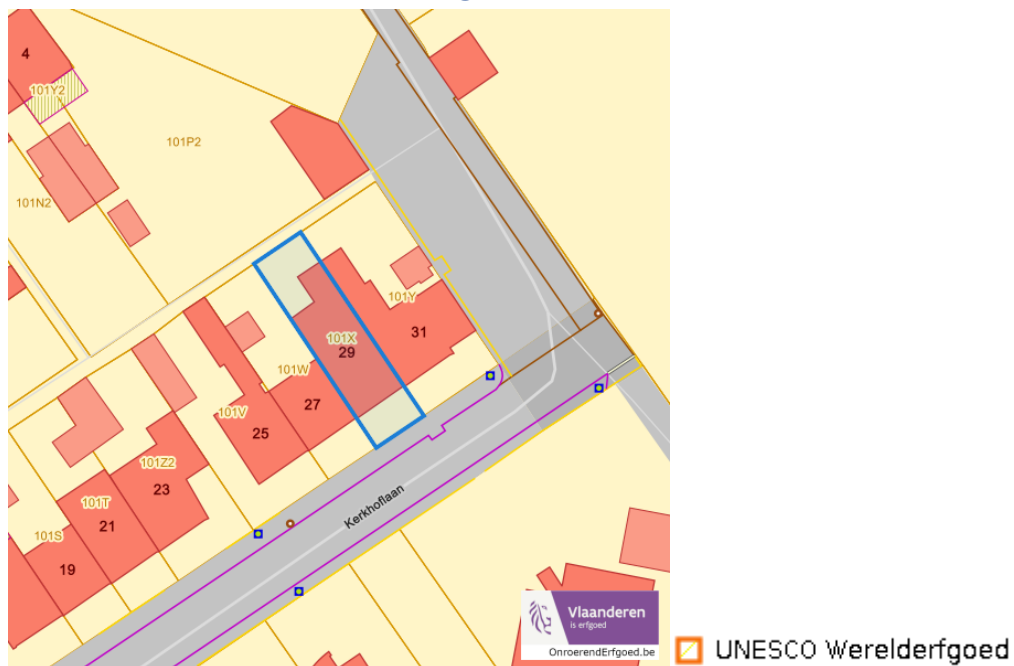 4
101Y2
101P2
101N2
101Y
31
101X
29
101W
27
101V
25
101Z2
23
101T
21
101S
19
Kerkhoflaan
Vlaanderen
is erfgoed
OnroerendErfgoed.be
UNESCO Werelderfgoed